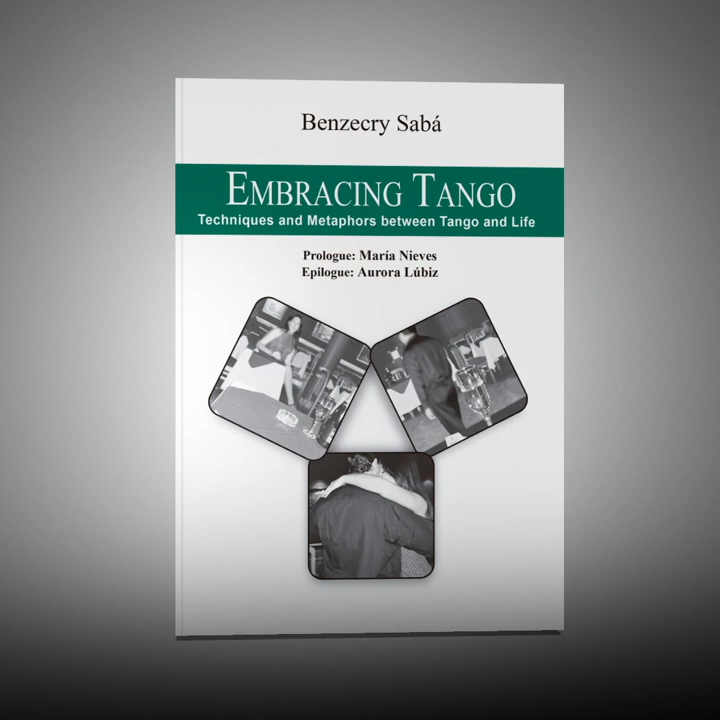 Benzecry Sabá
EMBRACING TANGO
Techniques and Metaphors between Tango and Life
Prologue: María Nieves
Epilogue: Aurora Lúbiz